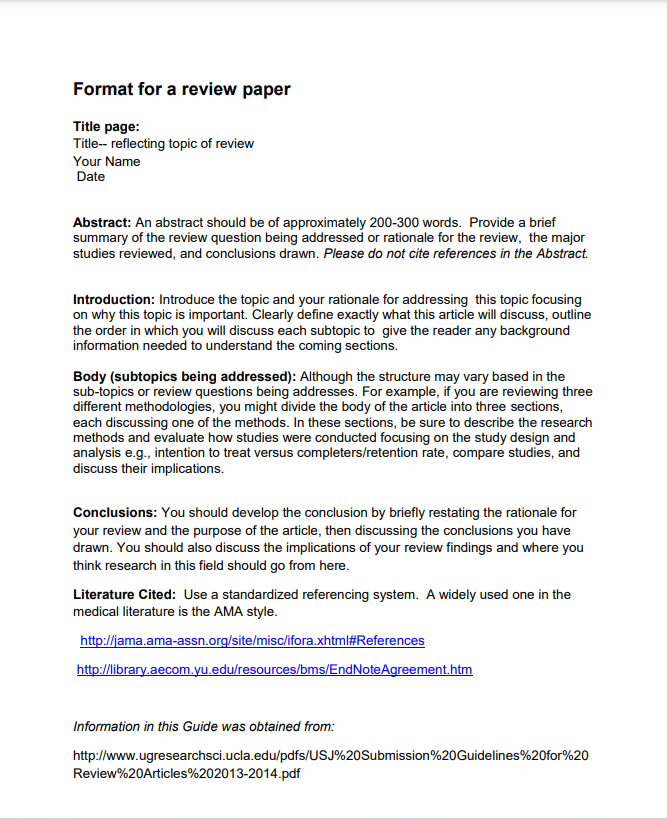 Format for a review paper
Title page:
Title-- reflecting topic of review
Your Name
Date
Abstract: An abstract should be of approximately 200-300 words. Provide a brief
summary of the review question being addressed or rationale for the review, the major
studies reviewed, and conclusions drawn. Please do not cite references in the Abstract.
Introduction: Introduce the topic and your rationale for addressing this topic focusing
on why this topic is important. Clearly define exactly what this article will discuss, outline
the order in which you will discuss each subtopic to give the reader any background
information needed to understand the coming sections.
Body (subtopics being addressed): Although the structure may vary based in the
sub-topics or review questions being addresses. For example, if you are reviewing three
different methodologies, you might divide the body of the article into three sections,
each discussing one of the methods. In these sections, be sure to describe the research
methods and evaluate how studies were conducted focusing on the study design and
analysis e.g., intention to treat versus completers/retention rate, compare studies, and
discuss their implications.
Conclusions: You should develop the conclusion by briefly restating the rationale for
your review and the purpose of the article, then discussing the conclusions you have
drawn. You should also discuss the implications of your review findings and where you
think research in this field should go from here.
Literature Cited: Use a standardized referencing system. A widely used one in the
medical literature is the AMA style.
http://jama.ama-assn.org/site/misc/ifora.xhtml#References
http://library.aecom.yu.edu/resources/bms/EndNoteAgreement.htm
Information in this Guide was obtained from:
http://www.ugresearchsci.ucla.edu/pdfs/USJ%20Submission%20Guidelines%20for%20
Review%20Articles%202013-2014.pdf